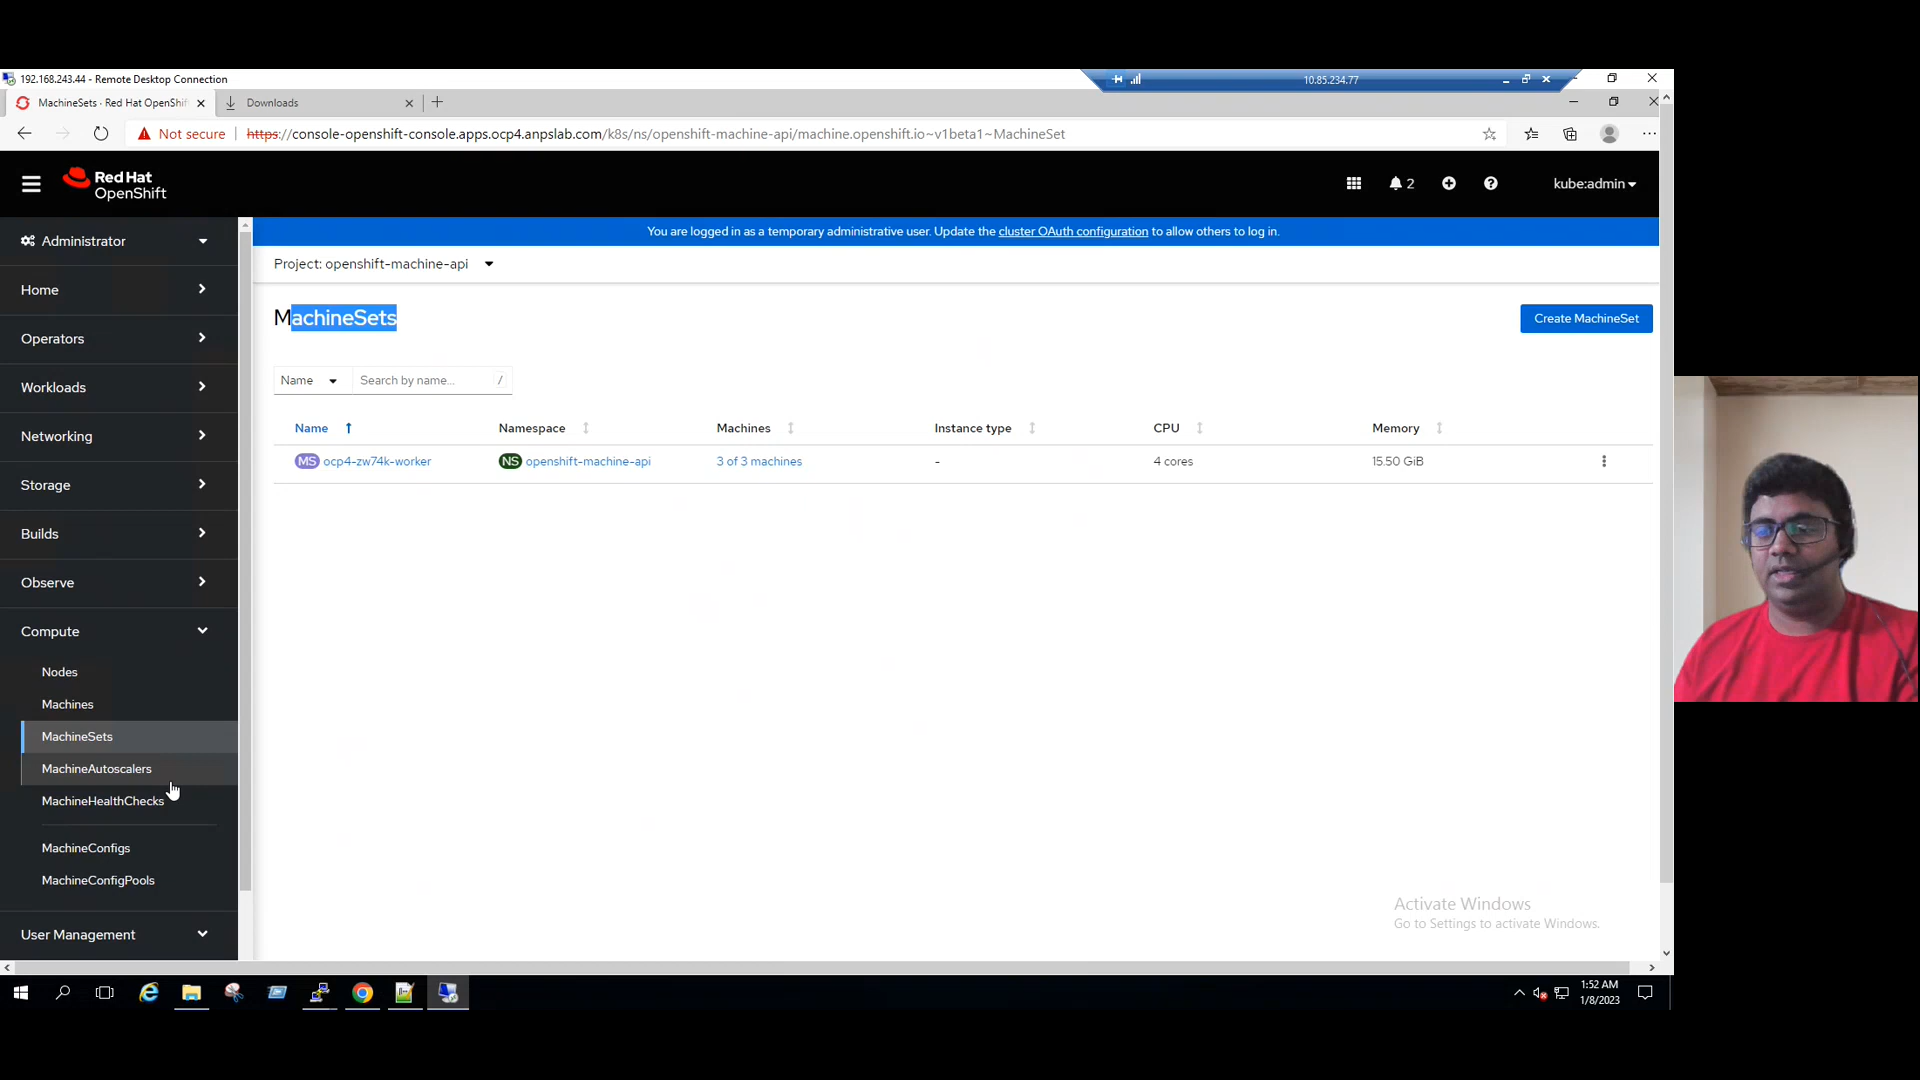 192.168.243.44 - Remote Desktop Connection
10.85.234.77
MachineSets · Red Hat OpenShift
Downloads
Not secure
https://console-openshift-console.apps.ocp4.anpslab.com/k8s/ns/openshift-machine-api/machine.openshift.io~v1beta1~MachineSet
Red Hat
OpenShift
2
kube:admin
Administrator
You are logged in as a temporary administrative user. Update the cluster OAuth configuration to allow others to log in.
Project: openshift-machine-api
Home
Operators
Workloads
Networking
Storage
Builds
Observe
Compute
Nodes
Machines
MachineSets
MachineAutoscalers
MachineHealthChecks
MachineConfigs
MachineConfigPools
User Management
MachineSets
Create MachineSet
Name
Search by name...
/
Name
Namespace
Machines
Instance type
CPU
Memory
MS ocp4-zw74k-worker
NS openshift-machine-api
3 of 3 machines
-
4 cores
15.50 GiB
Activate Windows
Go to Settings to activate Windows.
1:52 AM
1/8/2023